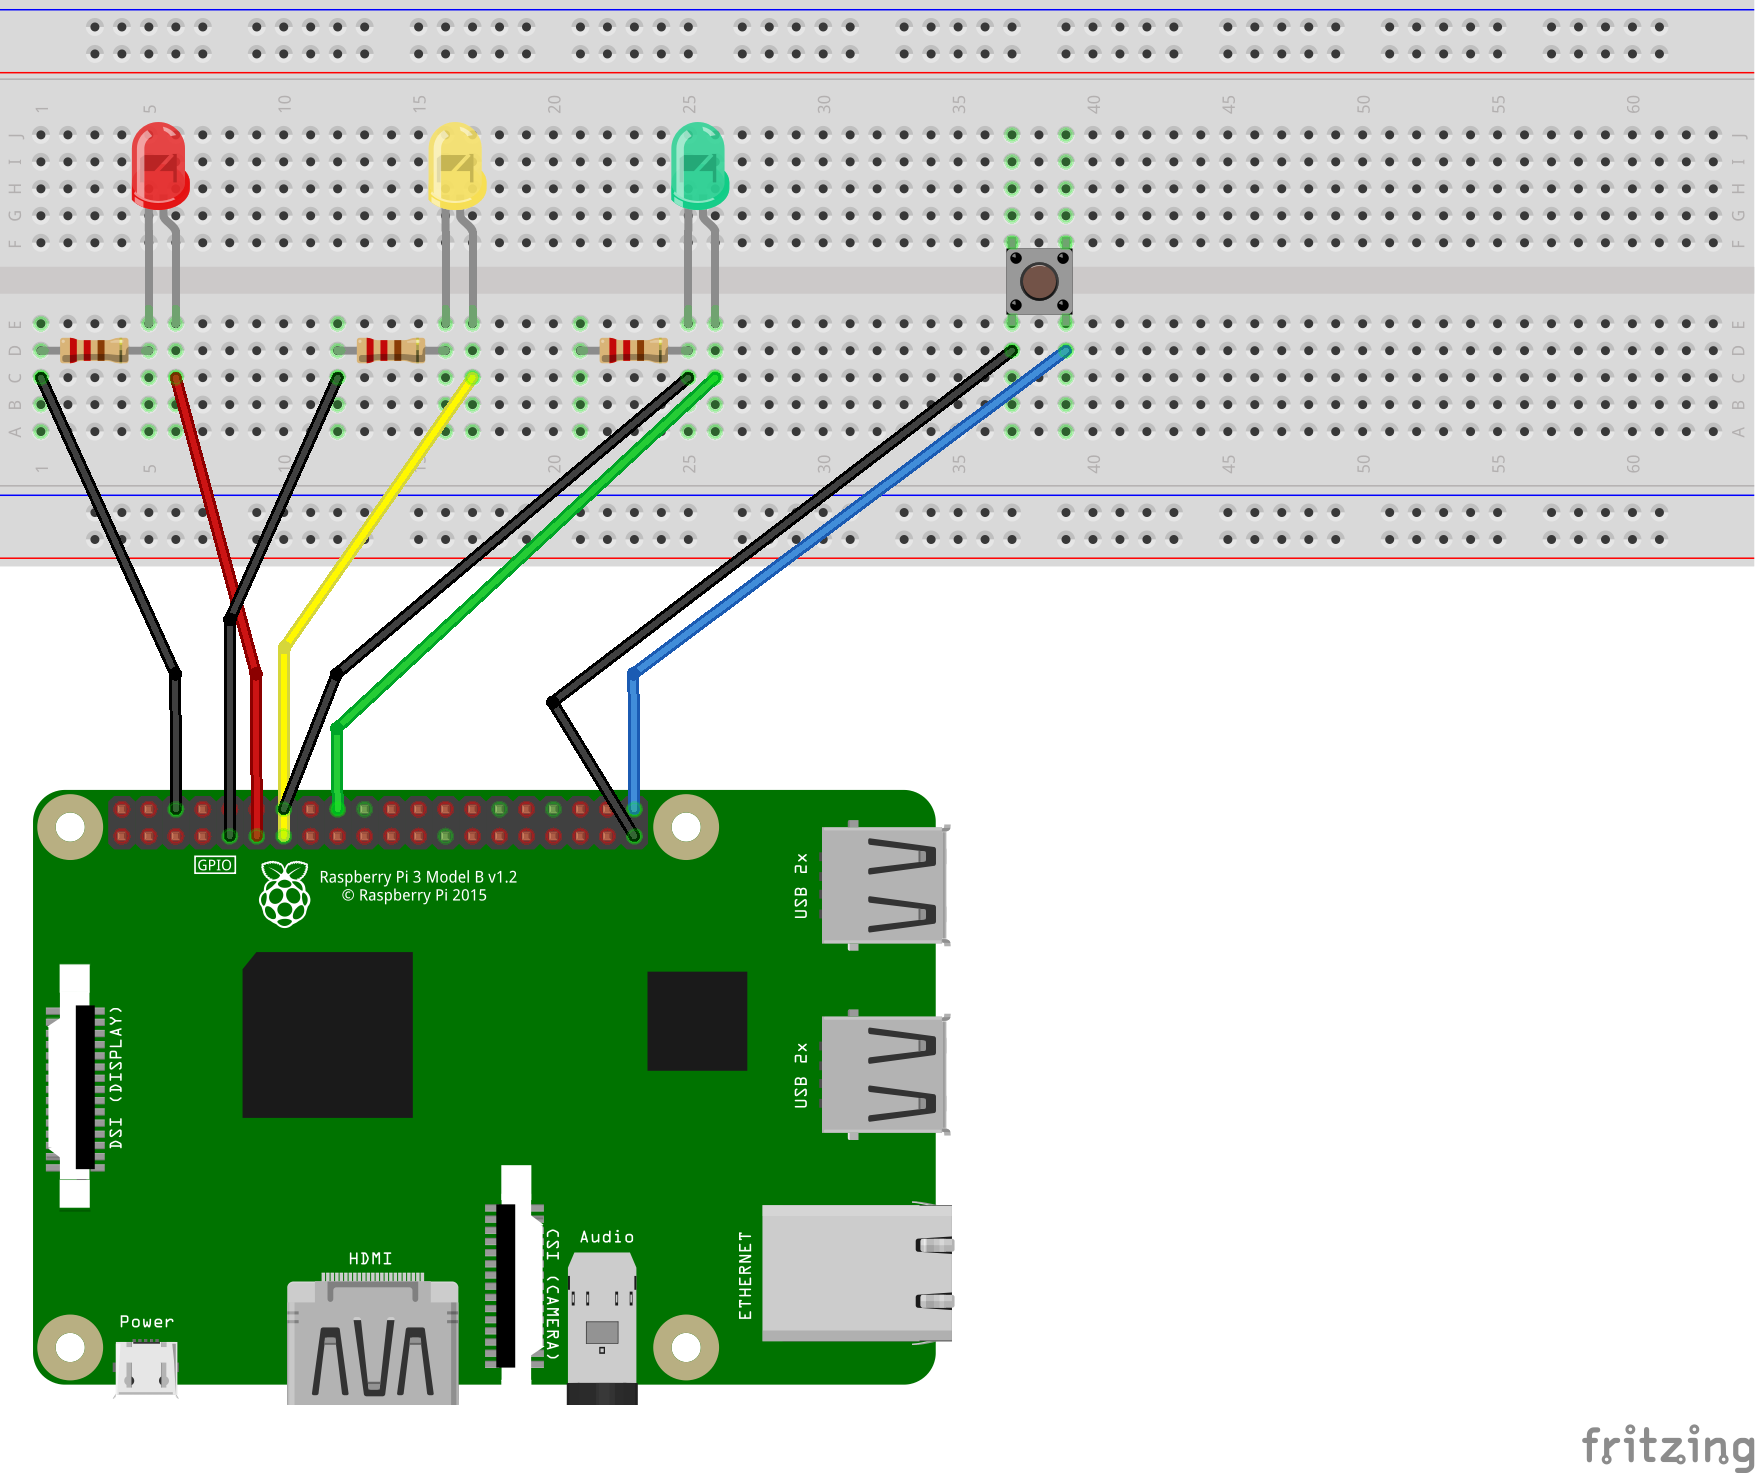 1 5 10 15 20 25 30 35 40 45 50 55 60
J J
I I
H H
G G
F F
E E
D D
C C
B B
A A
1 5 10 15 20 25 30 35 40 45 50 55 60
GPIO
Raspberry Pi 3 Model B v1.2
© Raspberry Pi 2015
USB 2x
DSI (DISPLAY)
USB 2x
HDMI
CSI (CAMERA)
Audio
ETHERNET
Power
fritzing